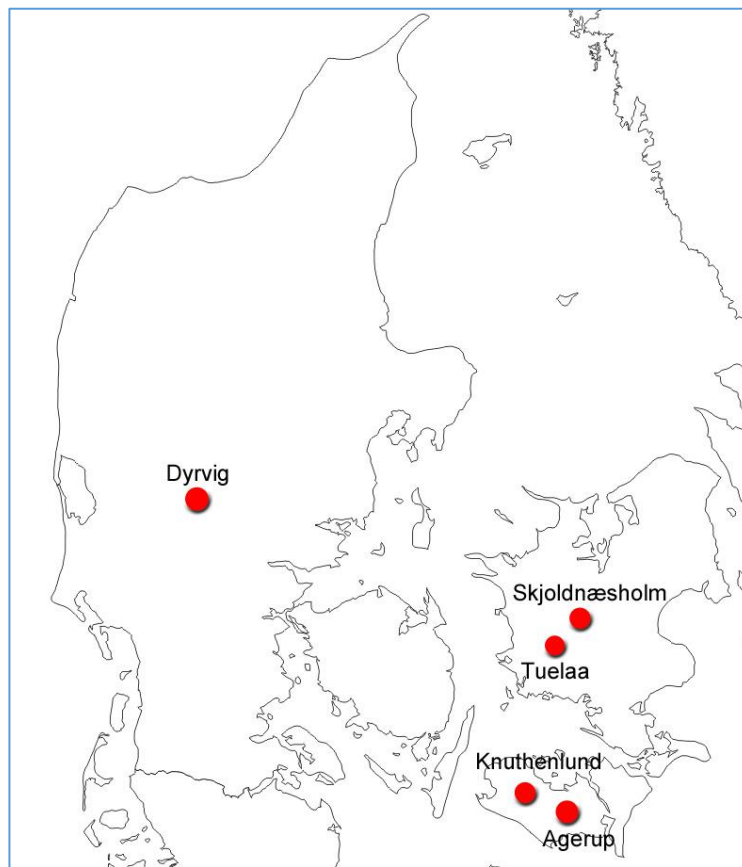 Dyrvig
Skjoldnæsholm
Tuelaa
Knuthenlund
Agerup